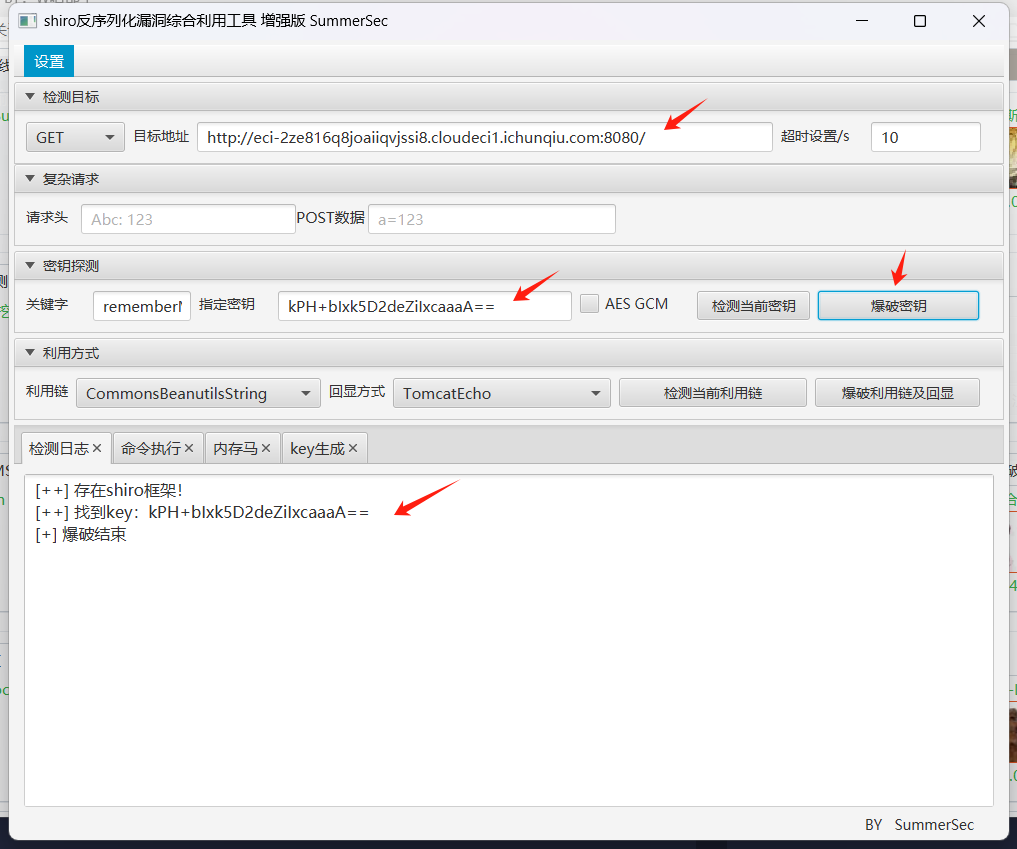 shiro反序列化漏洞综合利用工具 增强版 SummerSec
设置
检测目标
GET 目标地址 http://eci-2ze816q8joaiiqvjssi8.cloudeci1.ichunqiu.com:8080/ 超时设置/s 10
复杂请求
请求头 Abc: 123 POST数据 a=123
密钥探测
关键字 rememberM 指定密钥 kPH+bIxk5D2deZiIxcaaaA== AES GCM 检测当前密钥 爆破密钥
利用方式
利用链 CommonsBeanutilsString 回显方式 TomcatEcho 检测当前利用链 爆破利用链及回显
检测日志 命令执行 内存马 key生成
[++] 存在shiro框架!
[++] 找到key：kPH+bIxk5D2deZiIxcaaaA==
[+] 爆破结束
BY SummerSec